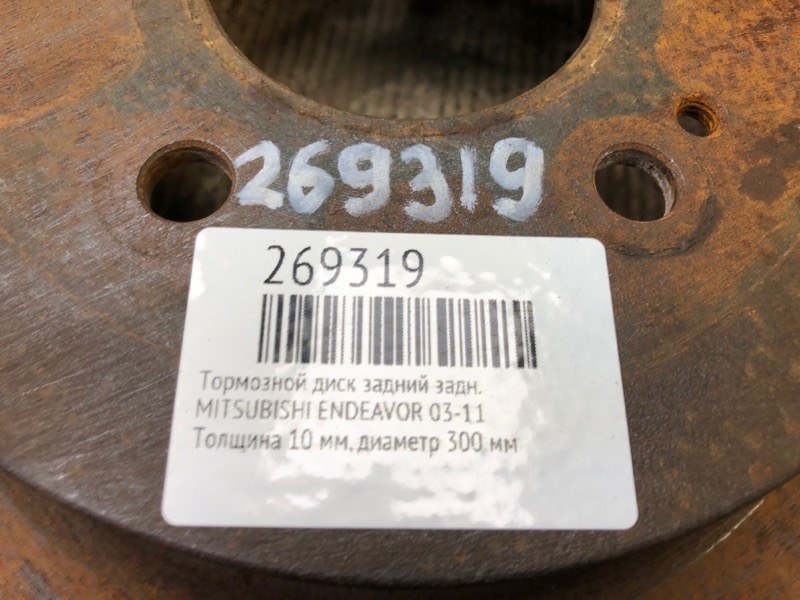 269319
269319
Тормозной диск задний задн.
MITSUBISHI ENDEAVOR 03-11
Толщина 10 мм, диаметр 300 мм